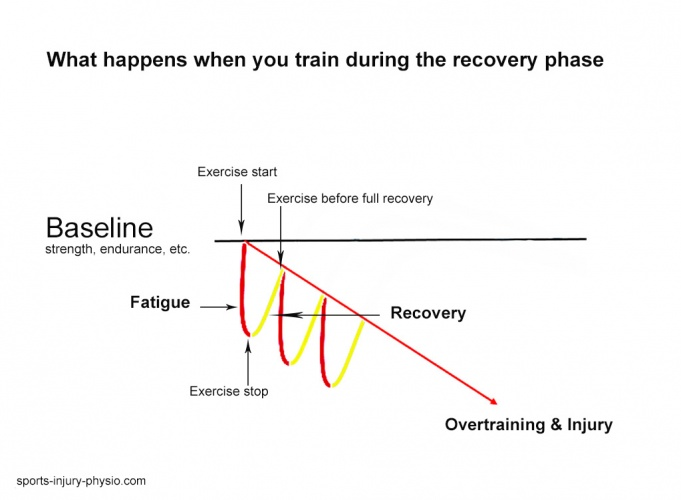 What happens when you train during the recovery phase
Exercise start
Exercise before full recovery
Baseline
strength, endurance, etc.
Fatigue
Recovery
Exercise stop
Overtraining & Injury
sports-injury-physio.com